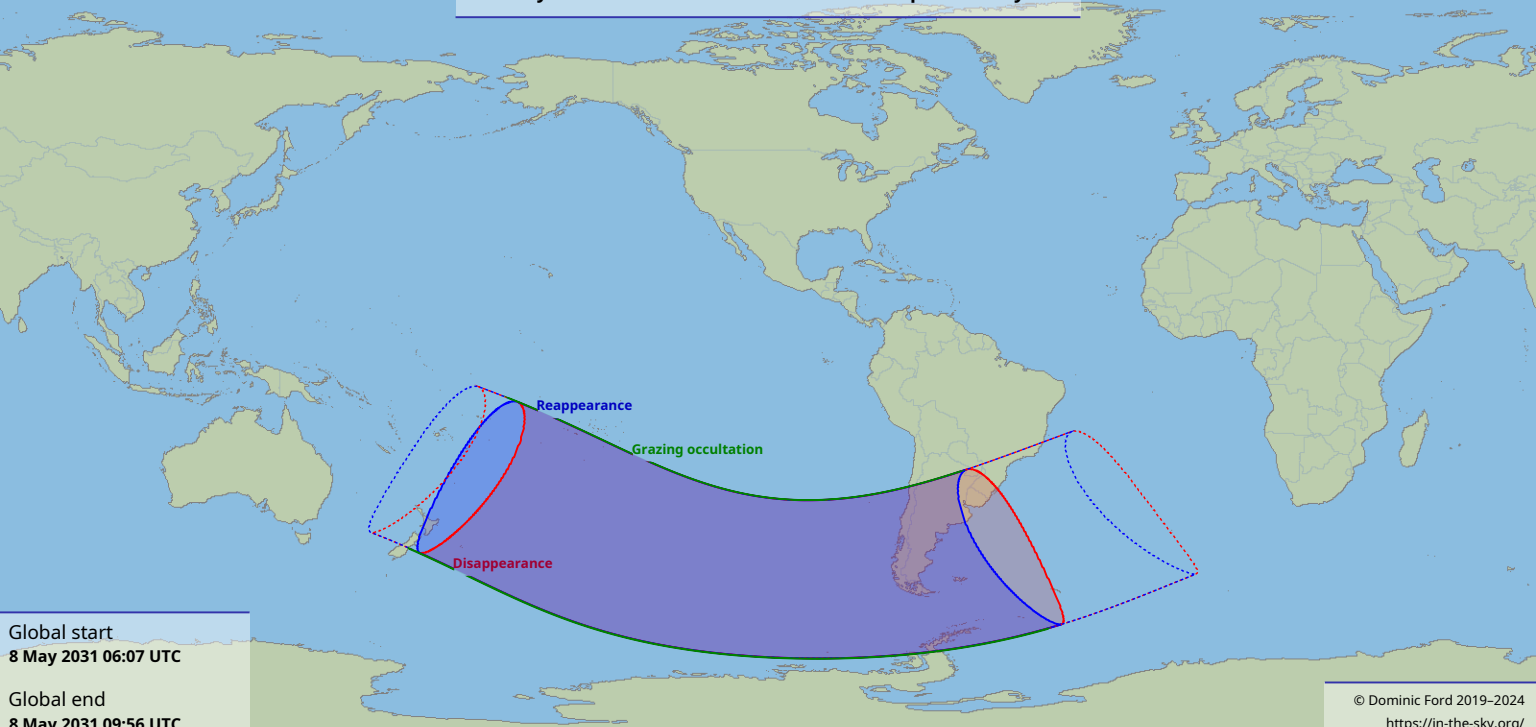 Reappearance
Grazing occultation
Disappearance
Global start
8 May 2031 06:07 UTC
Global end
8 May 2031 09:56 UTC
© Dominic Ford 2019–2024
https://in-the-sky.org/